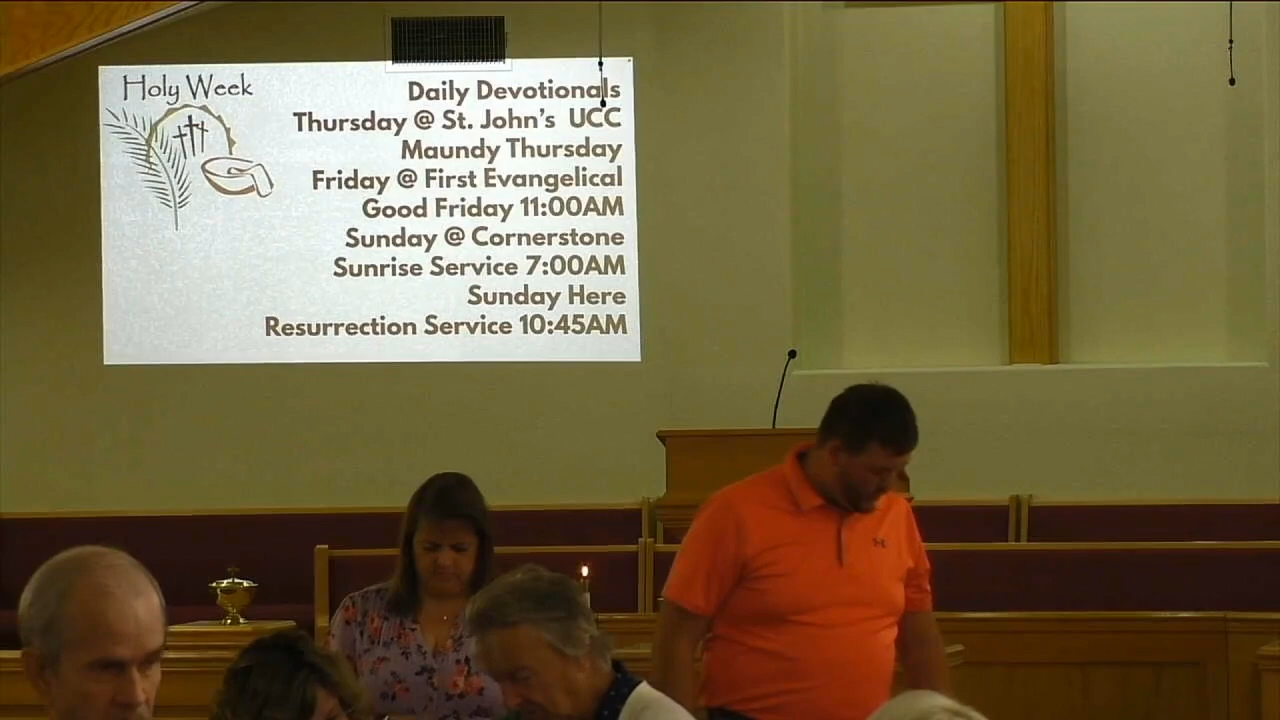 Holy Week
Daily Devotionals
Thursday @ St. John's UCC
Maundy Thursday
Friday @ First Evangelical
Good Friday 11:00AM
Sunday @ Cornerstone
Sunrise Service 7:00AM
Sunday Here
Resurrection Service 10:45AM